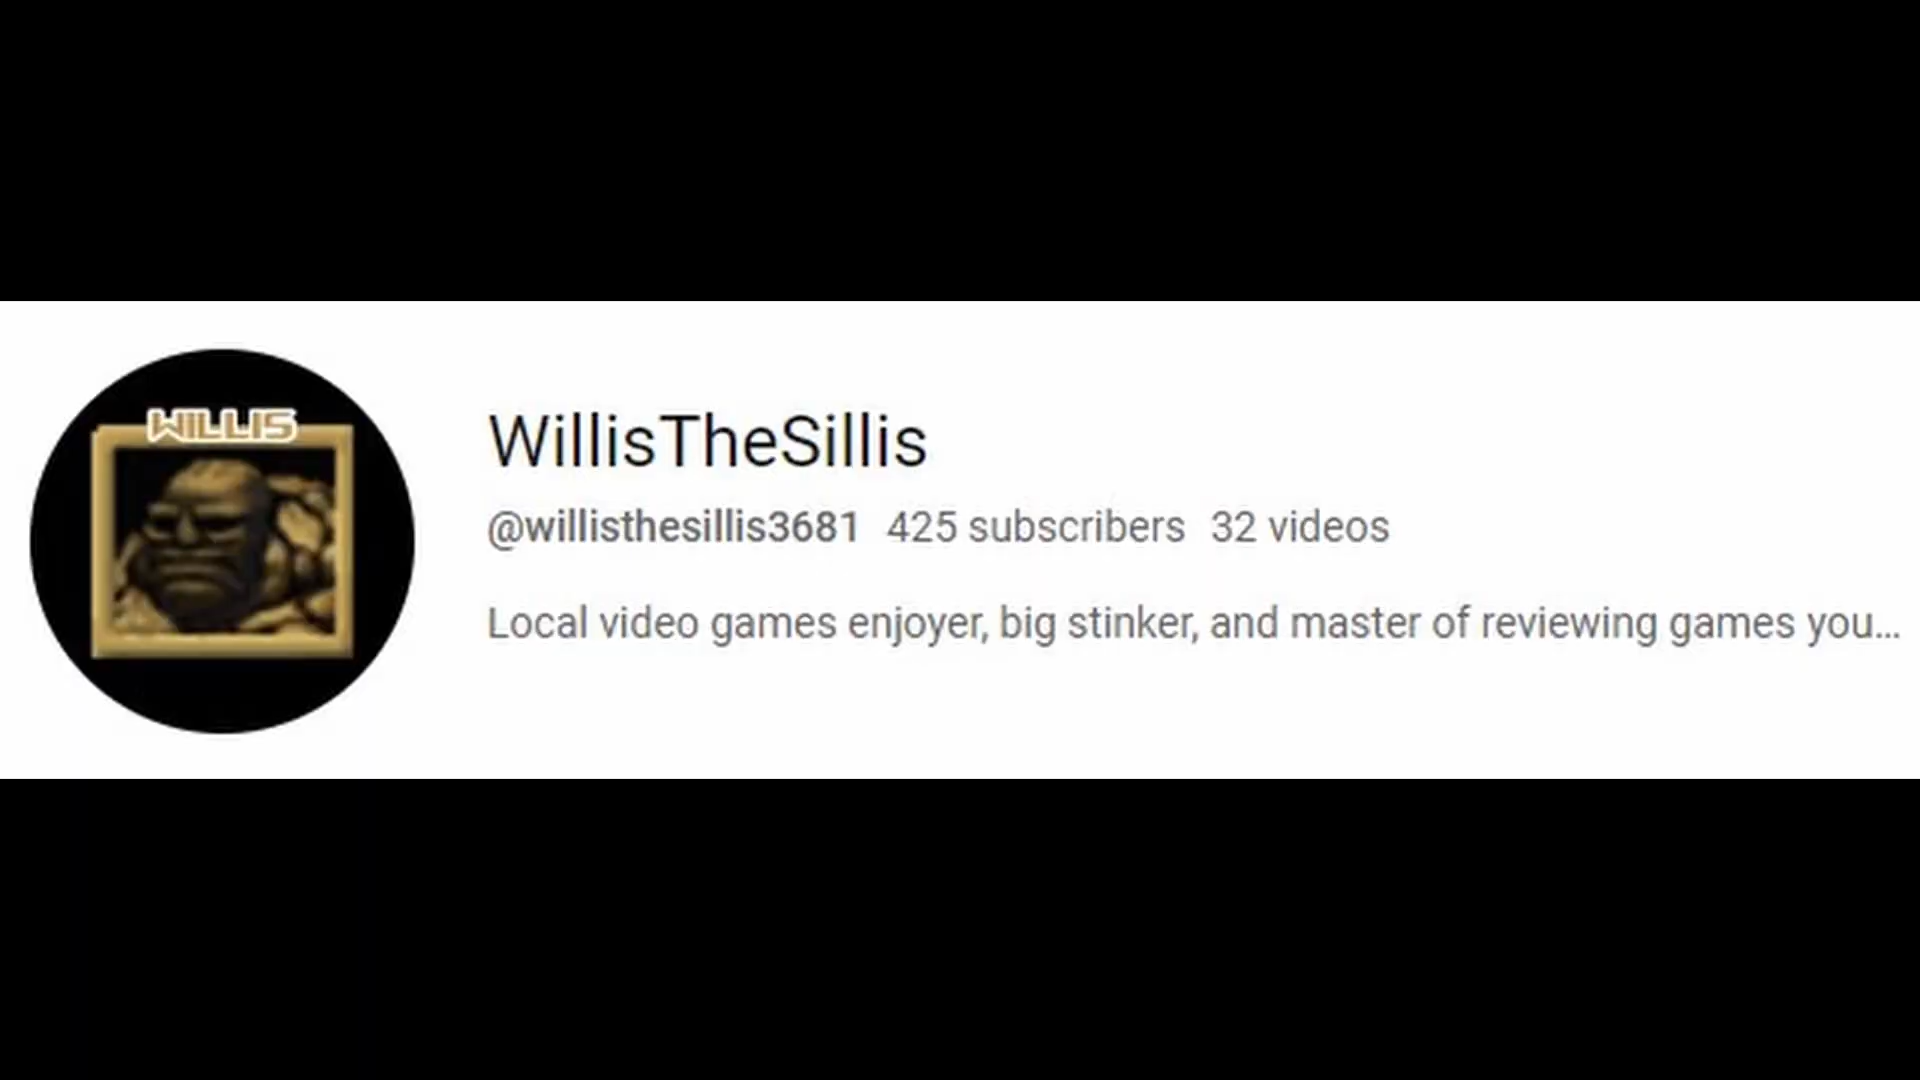 WILLIS
WillisTheSillis
@willisthesillis3681 425 subscribers 32 videos
Local video games enjoyer, big stinker, and master of reviewing games you...